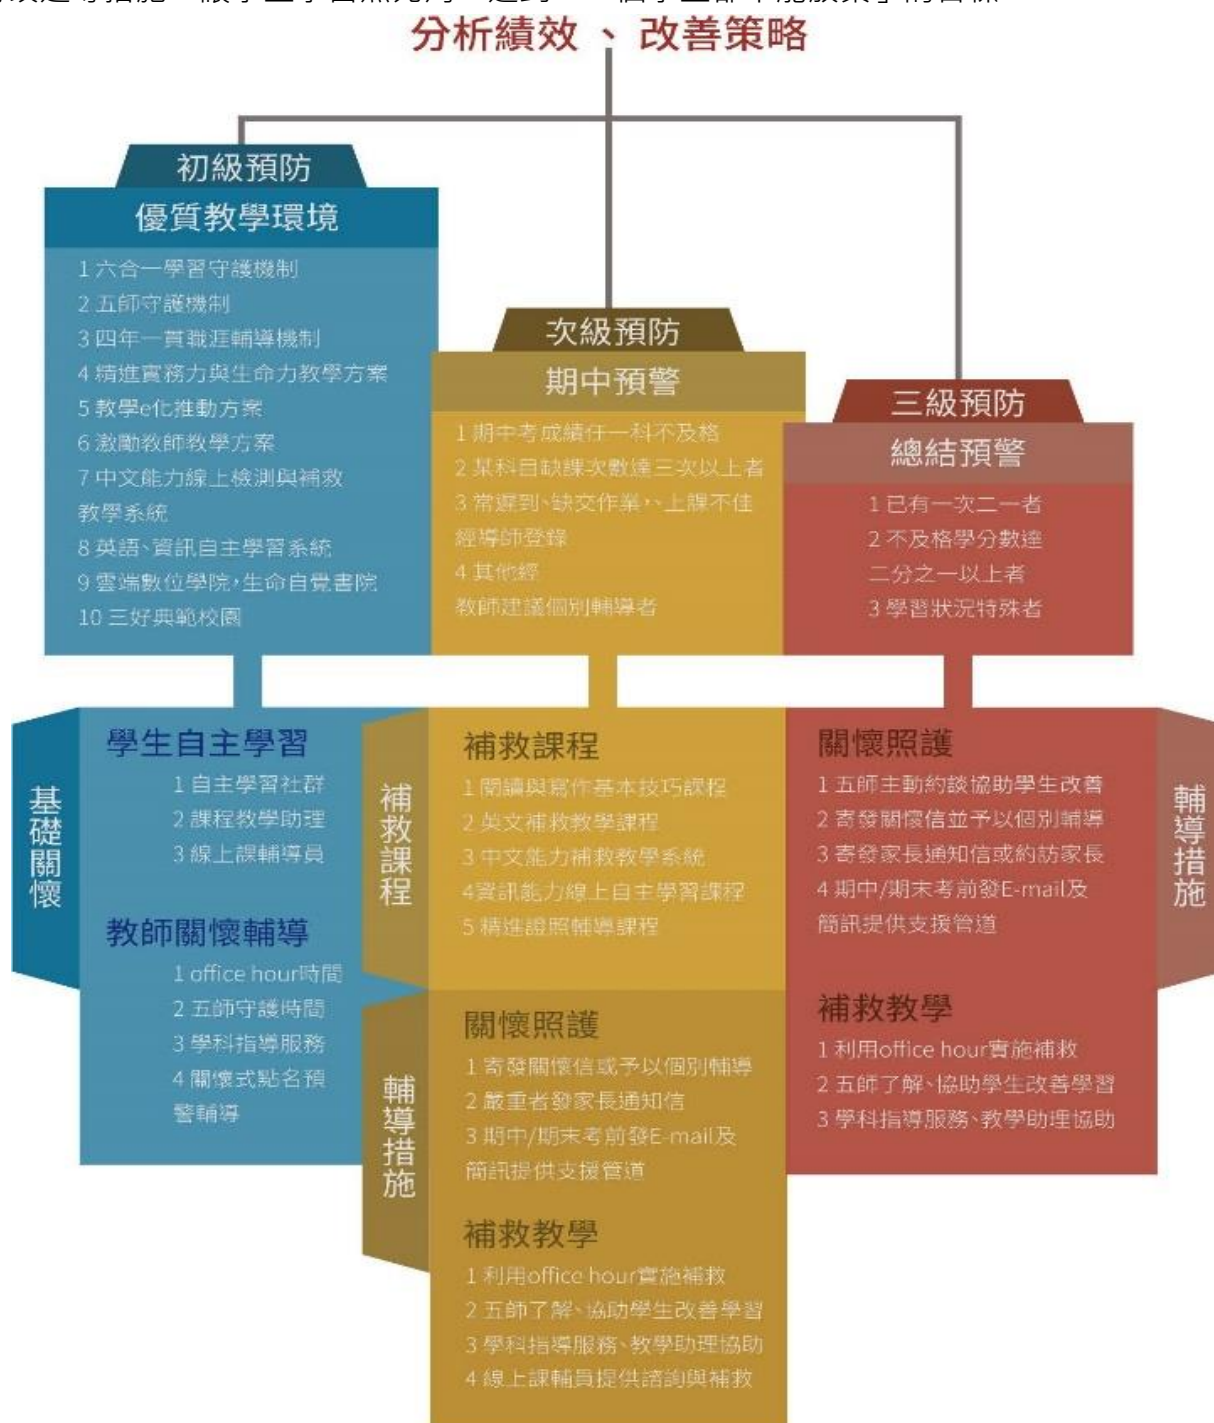 分析績效、改善策略
初級預防
優質教學環境
1 六合一學習守護機制
2 五師守護機制
3 四年一貫職涯輔導機制
4 精進實務力與生命力教學方案
5 教學e化推動方案
6 激勵教師教學方案
7 中文能力線上檢測與補救
教學系統
8 英語、資訊自主學習系統
9 雲端數位學院,生命自覺書院
10 三好典範校園
次級預防
期中預警
1 期中考成績任一科不及格
2 某科目缺課次數達三次以上者
3 常遲到、缺交作業,、上課不佳
經導師登錄
4 其他經
教師建議個別輔導者
三級預防
總結預警
1 已有一次二一者
2 不及格學分數達
二分之一以上者
3 學習狀況特殊者
基礎關懷
學生自主學習
1 自主學習社群
2 課程教學助理
3 線上課輔導員
教師關懷輔導
1 office hour時間
2 五師守護時間
3 學科指導服務
4 關懷式點名預
警輔導
補救課程
補救課程
1 閱讀與寫作基本技巧課程
2 英文補救教學課程
3 中文能力補救教學系統
4資訊能力線上自主學習課程
5 精進證照輔導課程
輔導措施
關懷照護
1 寄發關懷信或予以個別輔導
2 嚴重者發家長通知信
3 期中/期末考前發E-mail及
簡訊提供支援管道
補救教學
1 利用office hour實施補救
2 五師了解、協助學生改善學習
3 學科指導服務、教學助理協助
4 線上課輔員提供諮詢與補救
輔導措施
關懷照護
1 五師主動約談協助學生改善
2 寄發關懷信並予以個別輔導
3 寄發家長通知信或約訪家長
4 期中/期末考前發E-mail及
簡訊提供支援管道
補救教學
1 利用office hour實施補救
2 五師了解、協助學生改善學習
3 學科指導服務、教學助理協助